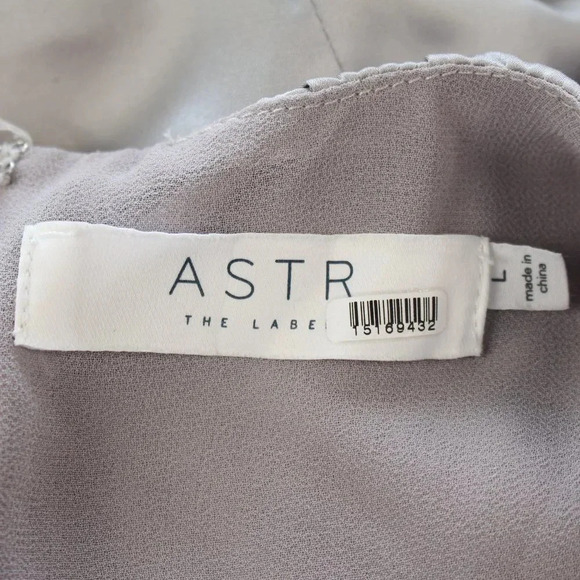 ASTR
THE LABE
15169432
L
made in
china